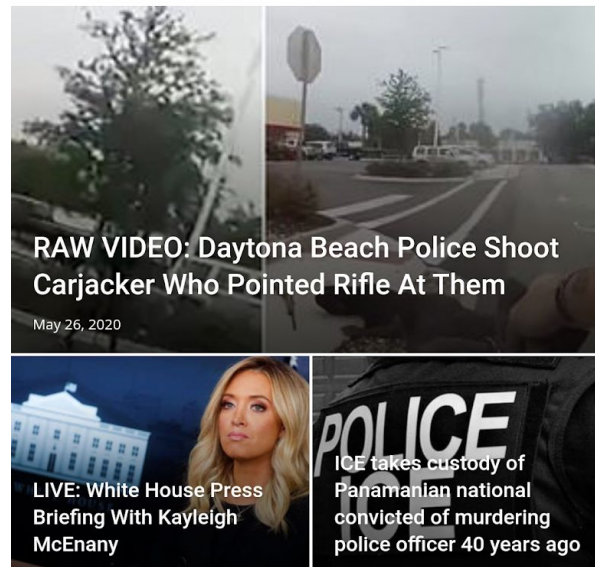 RAW VIDEO: Daytona Beach Police Shoot
Carjacker Who Pointed Rifle At Them
May 26, 2020
LIVE: White House Press
Briefing With Kayleigh
McEnany
POLICE
ICE
ICE takes custody of
Panamanian national
convicted of murdering
police officer 40 years ago